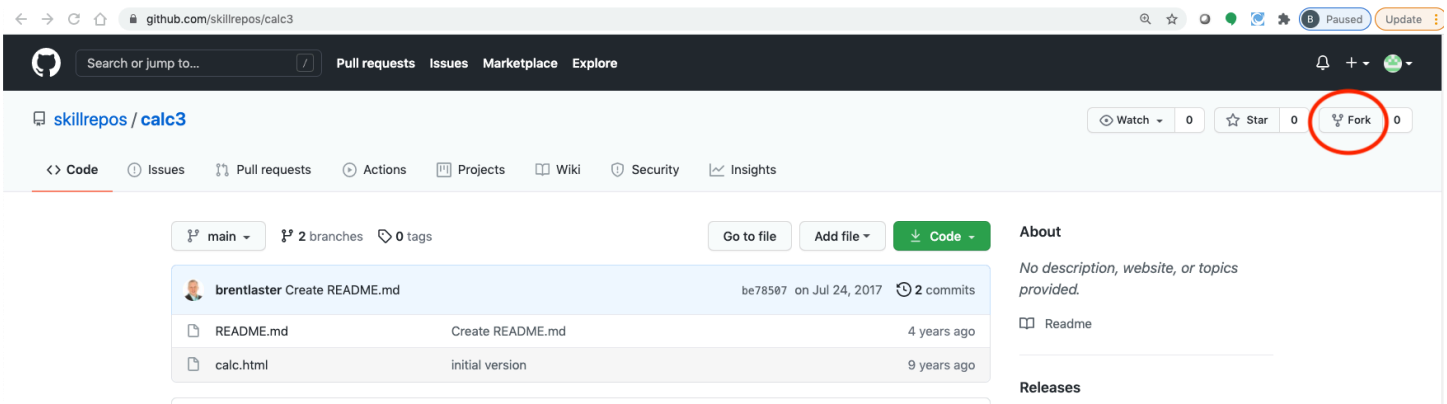 github.com/skillrepos/calc3 B Paused Update
Search or jump to... / Pull requests Issues Marketplace Explore
skillrepos / calc3 Watch 0 Star 0 Fork 0
<> Code Issues Pull requests Actions Projects Wiki Security Insights
main 2 branches 0 tags Go to file Add file Code About
No description, website, or topics
provided.
brentlaster Create README.md be78507 on Jul 24, 2017 2 commits
Readme
README.md Create README.md 4 years ago
calc.html initial version 9 years ago
Releases